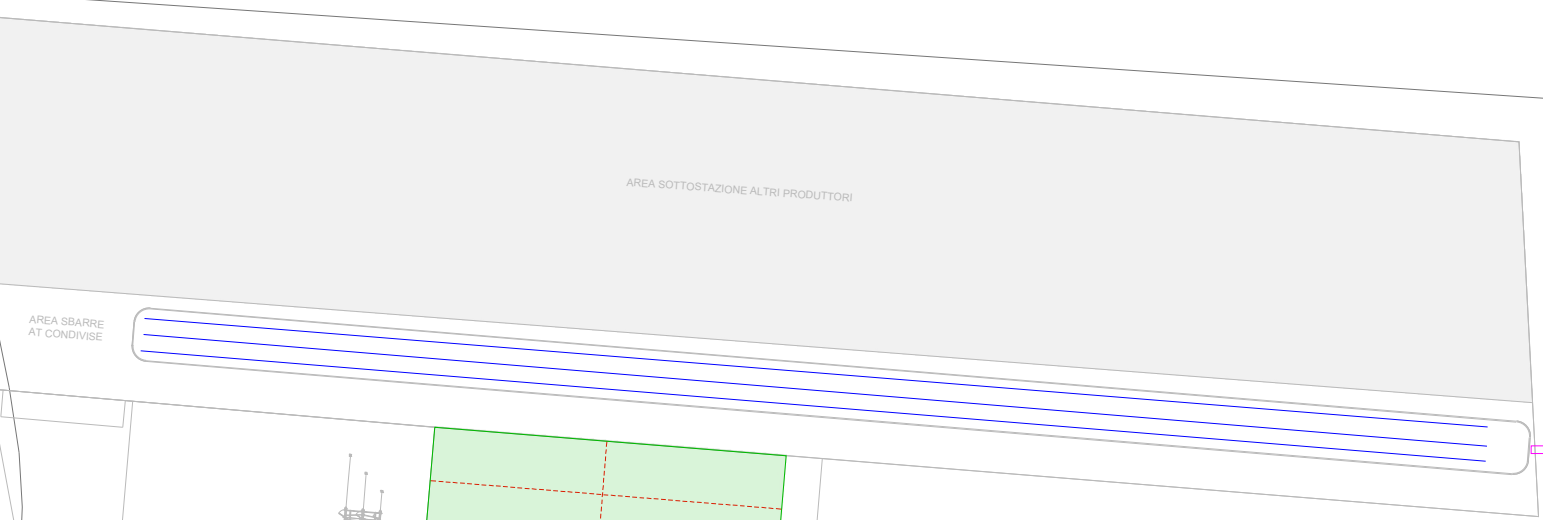 AREA SOTTOSTAZIONE ALTRI PRODUTTORI
AREA SBARRE
AT CONDIVISE